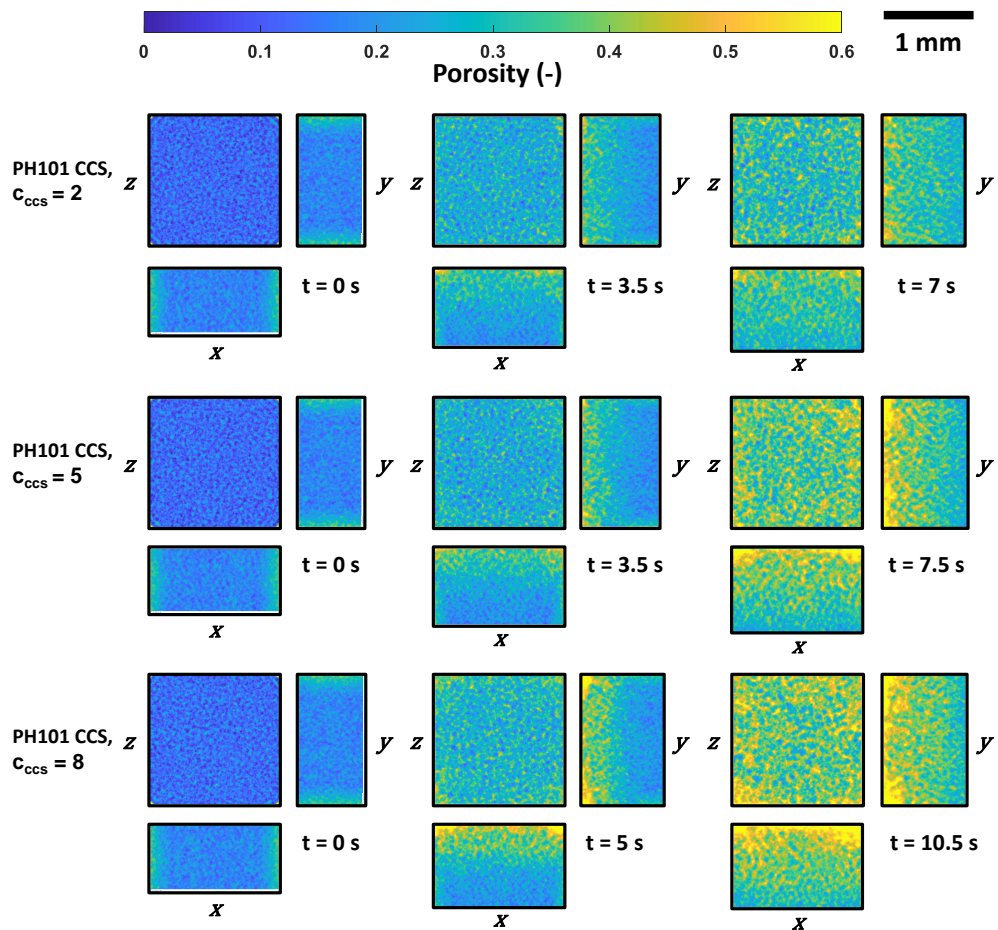 0 0.1 0.2 0.3 0.4 0.5 0.6
Porosity (-)
1 mm
PH101 CCS,
c_ccs = 2
z y z y z y
t = 0 s t = 3.5 s t = 7 s
x x x
PH101 CCS,
c_ccs = 5
z y z y z y
t = 0 s t = 3.5 s t = 7.5 s
x x x
PH101 CCS,
c_ccs = 8
z y z y z y
t = 0 s t = 5 s t = 10.5 s
x x x